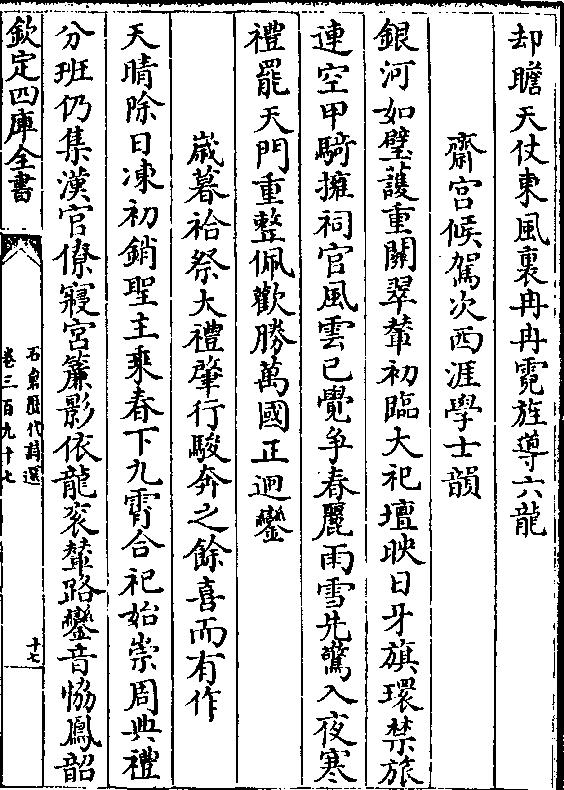 却瞻天仗東風裏冉冉霓旌導六龍
齋宫候駕次西涯學士韻
銀河如璧護重關翠輦初臨大祀壇映日牙旗環禁旅
連空甲騎擁祠官風雲已覺争春麗雨雪先驚入夜寒
禮罷天門重整佩歡勝萬國正迴鑾
嵗暮祫祭大禮肇行駿奔之餘喜而有作
天晴除日凍初銷聖主乘春下九霄合祀始崇周典禮
分班仍集漢官僚寢宫簾影依龍衮輦路鑾音恊鳳韶
欽定四庫全書
石倉歷代詩選
卷三百九十七
十七